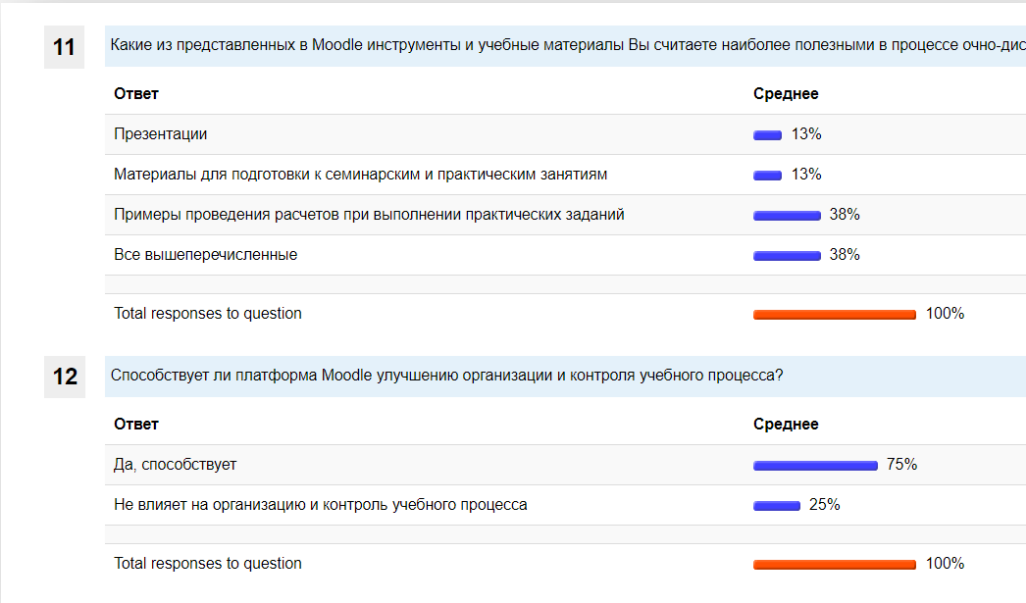 11 Какие из представленных в Moodle инструменты и учебные материалы Вы считаете наиболее полезными в процессе очно-дис
Ответ Среднее
Презентации 13%
Материалы для подготовки к семинарским и практическим занятиям 13%
Примеры проведения расчетов при выполнении практических заданий 38%
Все вышеперечисленные 38%
Total responses to question 100%
12 Способствует ли платформа Moodle улучшению организации и контроля учебного процесса?
Ответ Среднее
Да, способствует 75%
Не влияет на организацию и контроль учебного процесса 25%
Total responses to question 100%